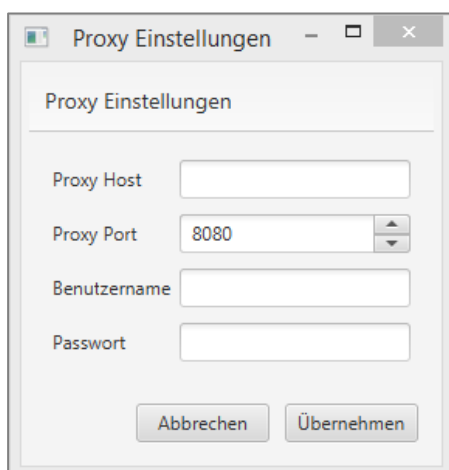 Proxy Einstellungen
Proxy Einstellungen
Proxy Host
Proxy Port 8080
Benutzername
Passwort
Abbrechen Übernehmen